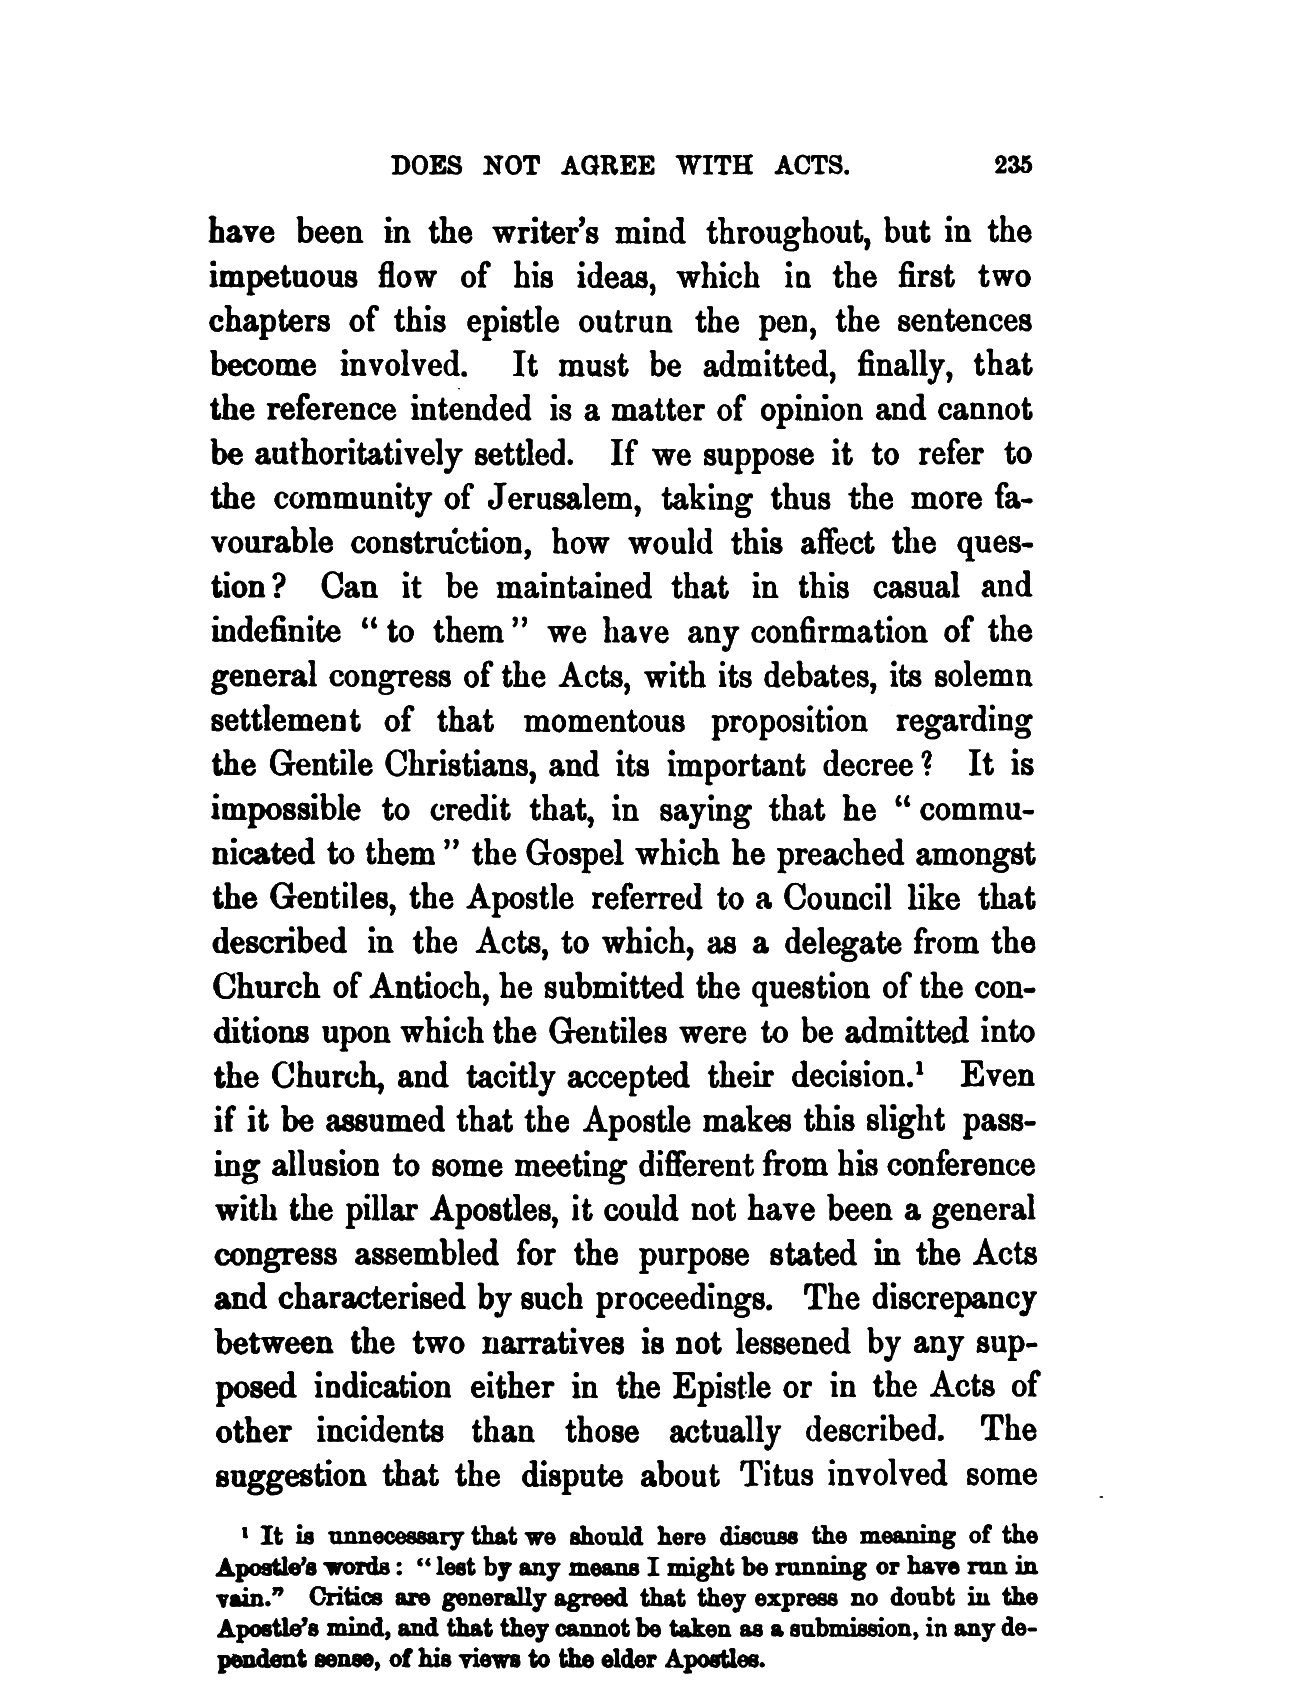 DOES NOT AGREE WITH ACTS. 235
have been in the writer's mind throughout, but in the
impetuous flow of his ideas, which in the first two
chapters of this epistle outrun the pen, the sentences
become involved. It must be admitted, finally, that
the reference intended is a matter of opinion and cannot
be authoritatively settled. If we suppose it to refer to
the community of Jerusalem, taking thus the more fa-
vourable construction, how would this affect the ques-
tion? Can it be maintained that in this casual and
indefinite "to them" we have any confirmation of the
general congress of the Acts, with its debates, its solemn
settlement of that momentous proposition regarding
the Gentile Christians, and its important decree? It is
impossible to credit that, in saying that he "commu-
nicated to them" the Gospel which he preached amongst
the Gentiles, the Apostle referred to a Council like that
described in the Acts, to which, as a delegate from the
Church of Antioch, he submitted the question of the con-
ditions upon which the Gentiles were to be admitted into
the Church, and tacitly accepted their decision.¹ Even
if it be assumed that the Apostle makes this slight pass-
ing allusion to some meeting different from his conference
with the pillar Apostles, it could not have been a general
congress assembled for the purpose stated in the Acts
and characterised by such proceedings. The discrepancy
between the two narratives is not lessened by any sup-
posed indication either in the Epistle or in the Acts of
other incidents than those actually described. The
suggestion that the dispute about Titus involved some
¹ It is unnecessary that we should here discuss the meaning of the
Apostle's words: "lest by any means I might be running or have run in
vain." Critics are generally agreed that they express no doubt in the
Apostle's mind, and that they cannot be taken as a submission, in any de-
pendent sense, of his views to the elder Apostles.